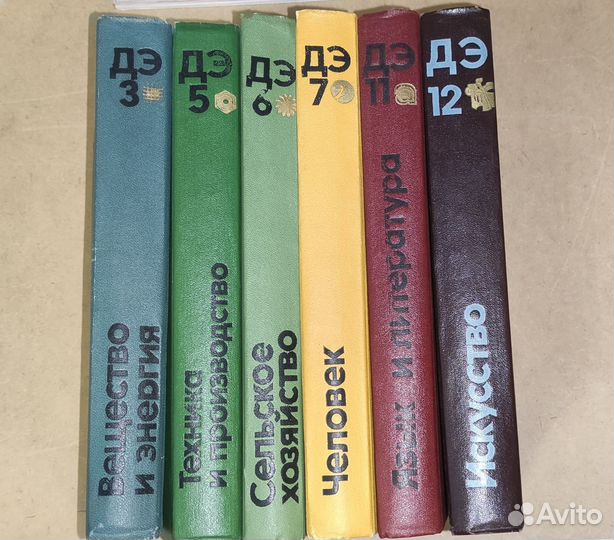 ДЭ
3
Вещество
и энергия
ДЭ
5
Техника
и производство
ДЭ
6
Сельское
хозяйство
ДЭ
7
Человек
ДЭ
11
Язык и литература
ДЭ
12
Искусство
Avito